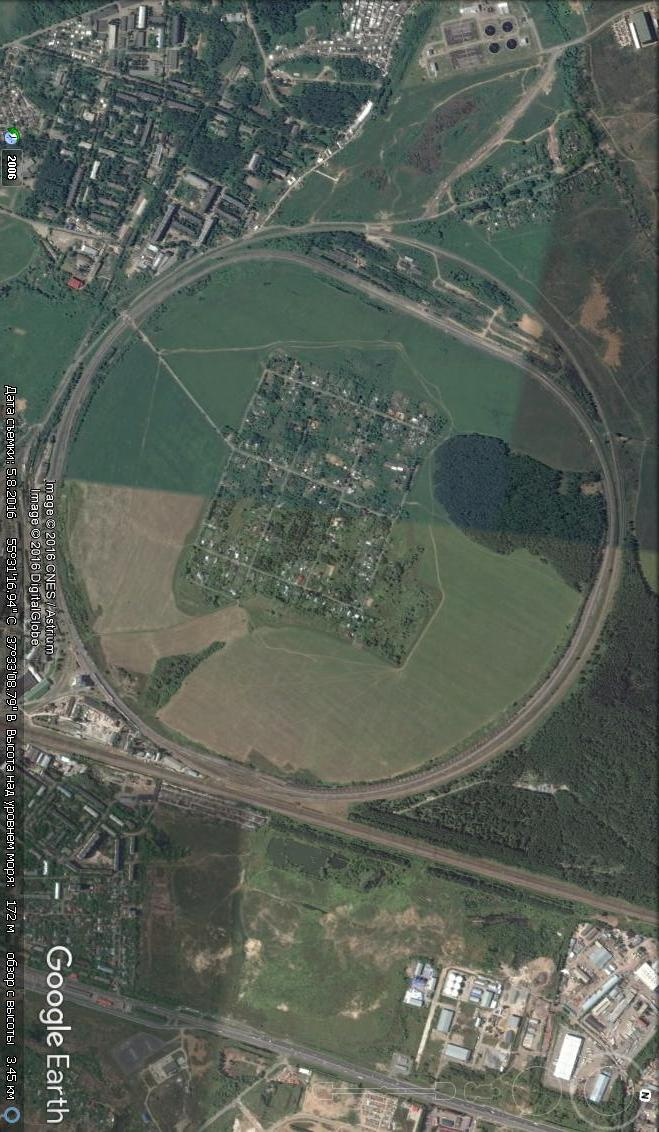 Image © 2016 CNES / Astrium
Image © 2016 DigitalGlobe
Google Earth
2006
Дата съемки: 5.8.2016 55°31'16.94"С 37°33'08.79"В Высота над уровнем моря: 172 м обзор с высоты 3.45 км
N